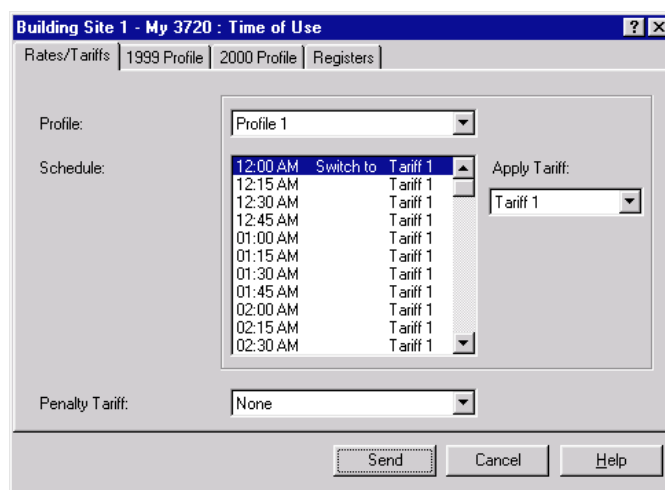 Building Site 1 - My 3720 : Time of Use
Rates/Tariffs 1999 Profile 2000 Profile Registers
Profile: Profile 1
Schedule: Apply Tariff:
12:00 AM Switch to Tariff 1
12:15 AM Tariff 1
12:30 AM Tariff 1
12:45 AM Tariff 1
01:00 AM Tariff 1
01:15 AM Tariff 1
01:30 AM Tariff 1
01:45 AM Tariff 1
02:00 AM Tariff 1
02:15 AM Tariff 1
02:30 AM Tariff 1
Tariff 1
Penalty Tariff: None
Send Cancel Help